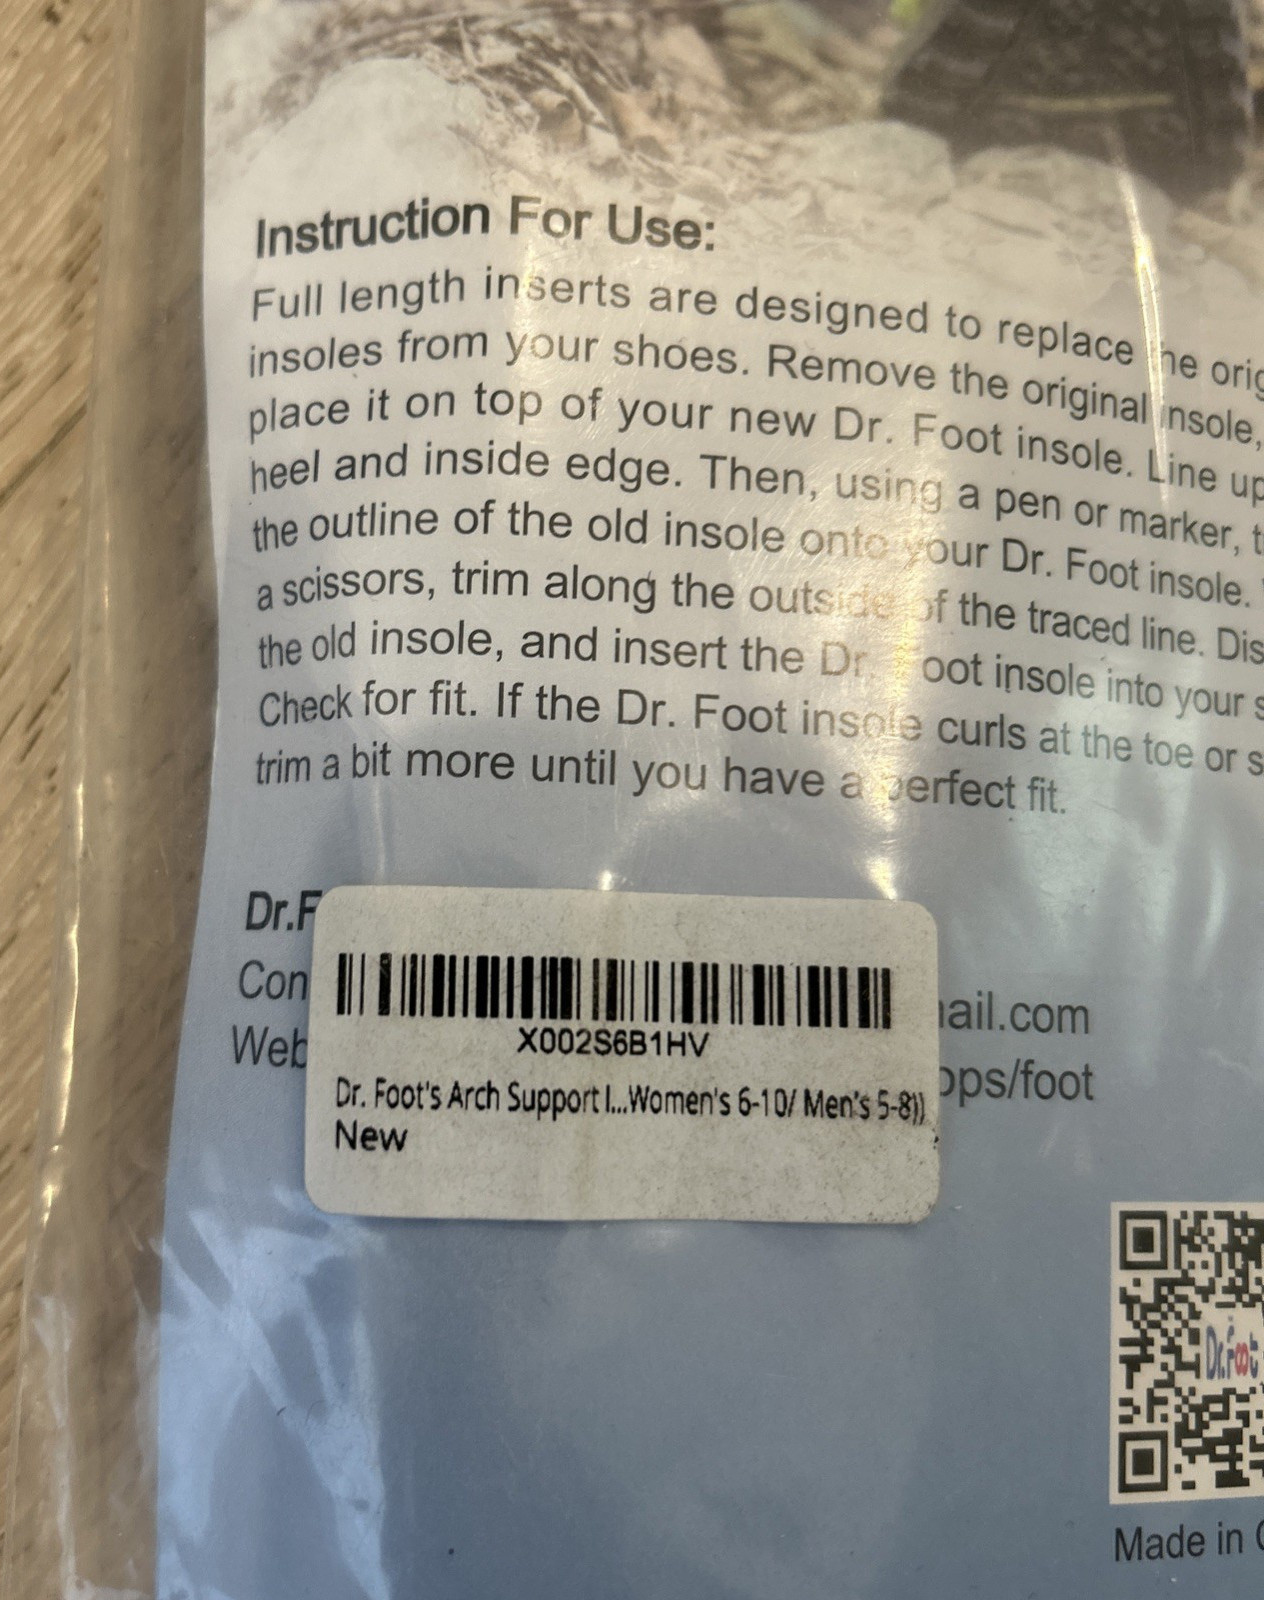 Instruction For Use:
Full length inserts are designed to replace he orig
insoles from your shoes. Remove the original nsole,
place it on top of your new Dr. Foot insole. Line up
heel and inside edge. Then, using a pen or marker, t
the outline of the old insole onto your Dr. Foot insole.
a scissors, trim along the outside of the traced line. Dis
the old insole, and insert the Dr. oot insole into your s
Check for fit. If the Dr. Foot insole curls at the toe or s
trim a bit more until you have a perfect fit.
Dr.F
Con ail.com
Web ops/foot
X002S6B1HV
Dr. Foot's Arch Support I...Women's 6-10/ Men's 5-8))
New
Dr.Foot
Made in C